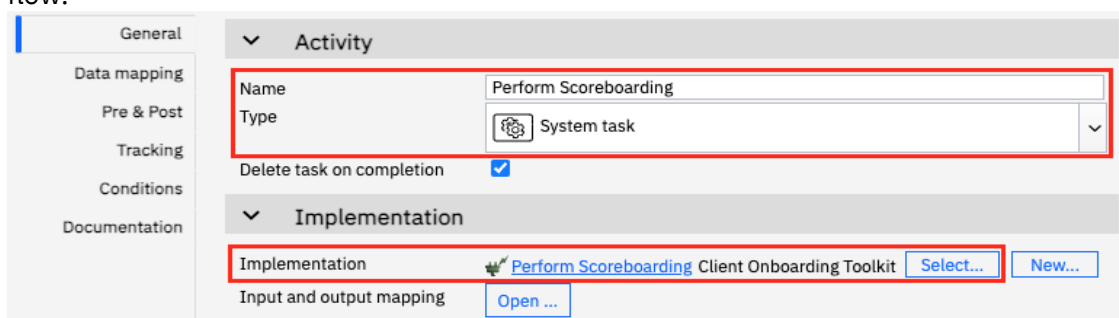 General
Data mapping
Pre & Post
Tracking
Conditions
Documentation
Activity
Name Perform Scoreboarding
Type System task
Delete task on completion
Implementation
Implementation Perform Scoreboarding Client Onboarding Toolkit Select... New...
Input and output mapping Open ...